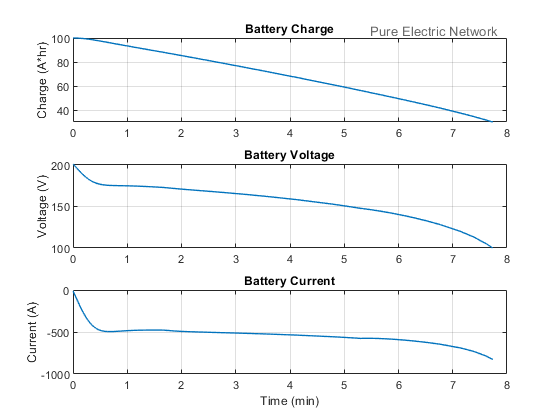 Battery Charge
Pure Electric Network
Charge (A*hr)
100
80
60
40
0 1 2 3 4 5 6 7 8
Battery Voltage
Voltage (V)
200
150
100
0 1 2 3 4 5 6 7 8
Battery Current
Current (A)
0
-500
-1000
0 1 2 3 4 5 6 7 8
Time (min)